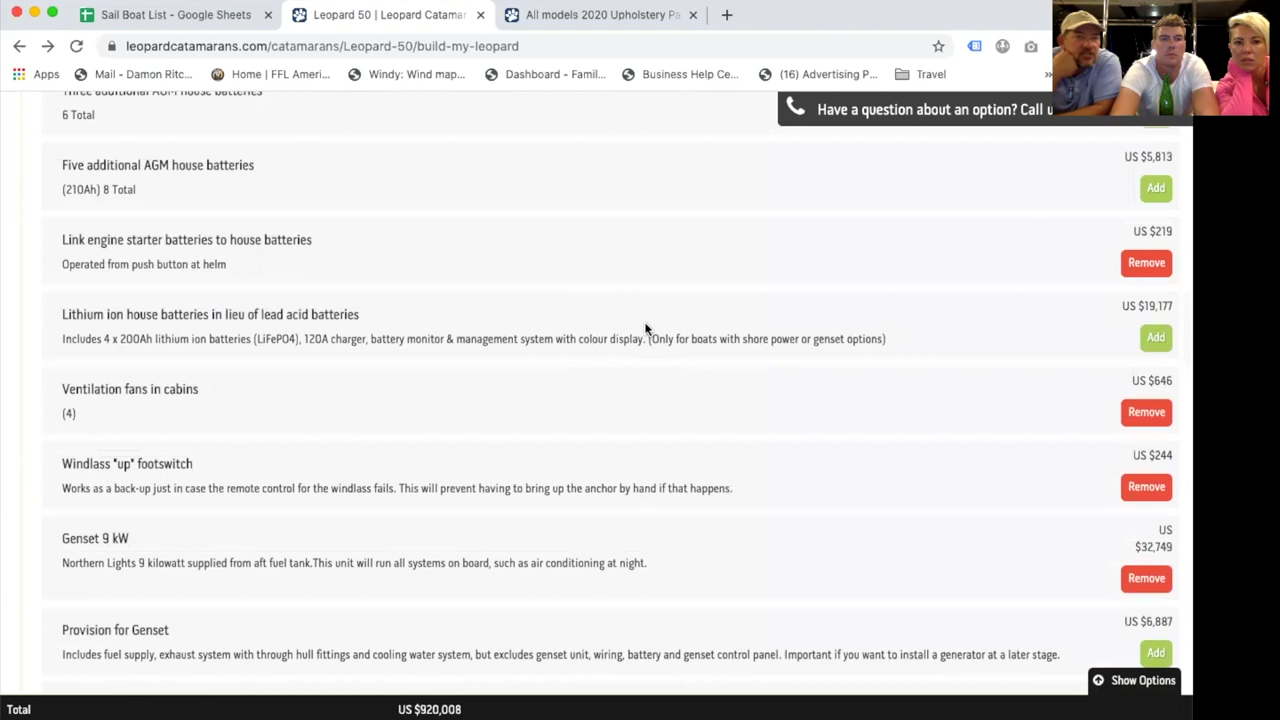 Sail Boat List - Google Sheets
Leopard 50 | Leopard Catamar
All models 2020 Upholstery Pa
leopardcatamarans.com/catamarans/Leopard-50/build-my-leopard
Apps
Mail - Damon Ritc...
Home | FFL Ameri...
Windy: Wind map...
Dashboard - Famil...
Business Help Ce...
(16) Advertising P...
Travel
»
Three additional AGM house batteries
6 Total
Have a question about an option? Call u
Five additional AGM house batteries
(210Ah) 8 Total
US $5,813
Add
Link engine starter batteries to house batteries
Operated from push button at helm
US $219
Remove
Lithium ion house batteries in lieu of lead acid batteries
Includes 4 x 200Ah lithium ion batteries (LiFePO4), 120A charger, battery monitor & management system with colour display. (Only for boats with shore power or genset options)
US $19,177
Add
Ventilation fans in cabins
(4)
US $646
Remove
Windlass "up" footswitch
Works as a back-up just in case the remote control for the windlass fails. This will prevent having to bring up the anchor by hand if that happens.
US $244
Remove
Genset 9 kW
Northern Lights 9 kilowatt supplied from aft fuel tank.This unit will run all systems on board, such as air conditioning at night.
US
$32,749
Remove
Provision for Genset
Includes fuel supply, exhaust system with through hull fittings and cooling water system, but excludes genset unit, wiring, battery and genset control panel. Important if you want to install a generator at a later stage.
US $6,887
Add
Show Options
Total
US $920,008